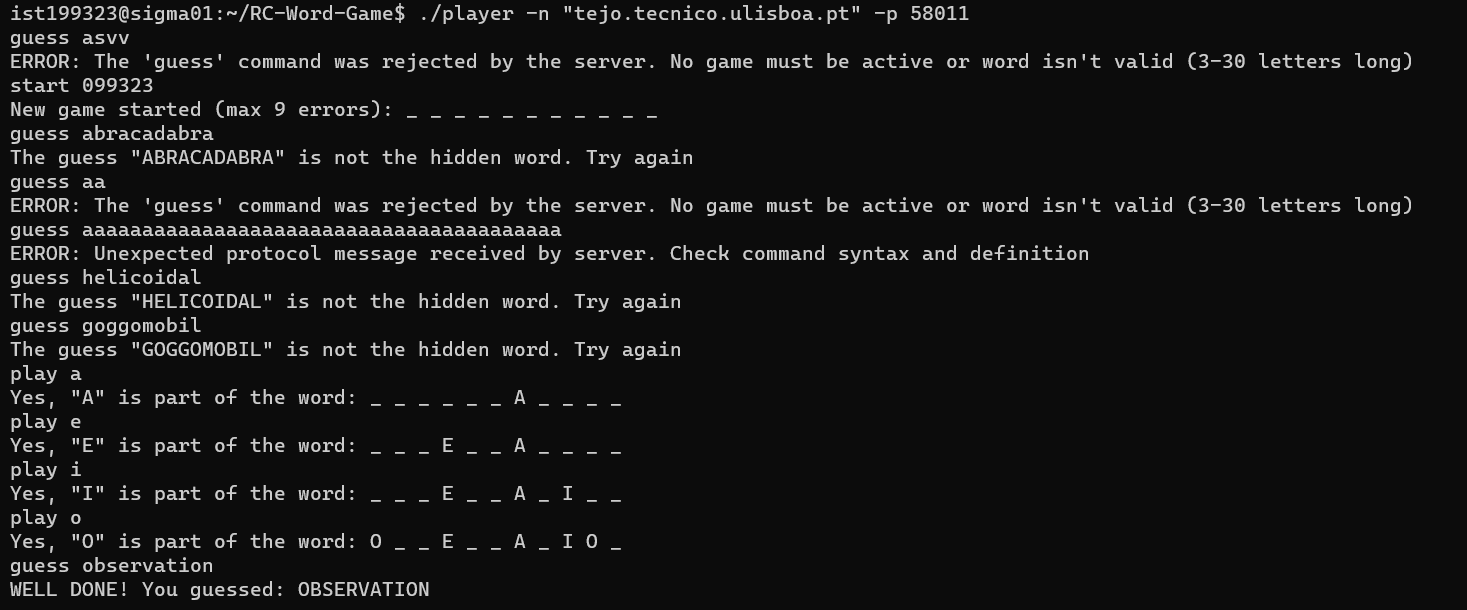 ist199323@sigma01:~/RC-Word-Game$ ./player -n "tejo.tecnico.ulisboa.pt" -p 58011
guess asvv
ERROR: The 'guess' command was rejected by the server. No game must be active or word isn't valid (3-30 letters long)
start 099323
New game started (max 9 errors): _ _ _ _ _ _ _ _ _ _ _
guess abracadabra
The guess "ABRACADABRA" is not the hidden word. Try again
guess aa
ERROR: The 'guess' command was rejected by the server. No game must be active or word isn't valid (3-30 letters long)
guess aaaaaaaaaaaaaaaaaaaaaaaaaaaaaaaaaaaaaaaa
ERROR: Unexpected protocol message received by server. Check command syntax and definition
guess helicoidal
The guess "HELICOIDAL" is not the hidden word. Try again
guess goggomobil
The guess "GOGGOMOBIL" is not the hidden word. Try again
play a
Yes, "A" is part of the word: _ _ _ _ _ _ A _ _ _ _
play e
Yes, "E" is part of the word: _ _ _ E _ _ A _ _ _ _
play i
Yes, "I" is part of the word: _ _ _ E _ _ A _ I _ _
play o
Yes, "O" is part of the word: O _ _ E _ _ A _ I O _
guess observation
WELL DONE! You guessed: OBSERVATION